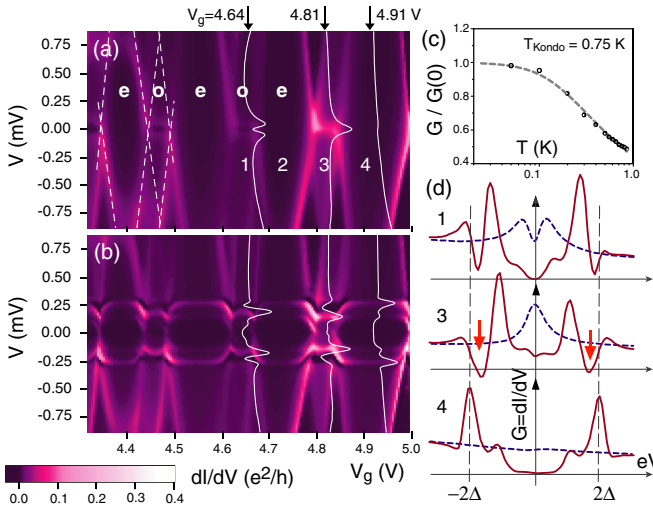 V_g=4.64 4.81 4.91 V
(a)
e o e o e
1 2 3 4
V (mV)
0.75
0.50
0.25
0.00
-0.25
-0.50
-0.75
(b)
V (mV)
0.75
0.50
0.25
0.00
-0.25
-0.50
-0.75
4.4 4.5 4.6 4.7 4.8 4.9 5.0
dI/dV (e²/h) V_g (V)
0.0 0.1 0.2 0.3 0.4
(c)
T_Kondo = 0.75 K
G / G(0)
1.2
1.0
0.8
0.6
0.4
0.1 1.0
T (K)
(d)
1
3
4
G=dI/dV
eV
−2Δ 2Δ